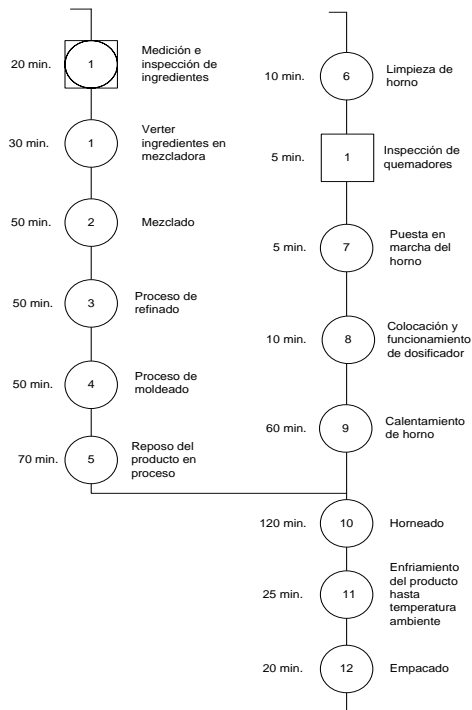 20 min.
1
Medición e
inspección de
ingredientes
30 min.
1
Verter
ingredientes en
mezcladora
50 min.
2
Mezclado
50 min.
3
Proceso de
refinado
50 min.
4
Proceso de
moldeado
70 min.
5
Reposo del
producto en
proceso
10 min.
6
Limpieza de
horno
5 min.
1
Inspección de
quemadores
5 min.
7
Puesta en
marcha del
horno
10 min.
8
Colocación y
funcionamiento
de dosificador
60 min.
9
Calentamiento
de horno
120 min.
10
Horneado
25 min.
11
Enfriamiento
del producto
hasta
temperatura
ambiente
20 min.
12
Empacado